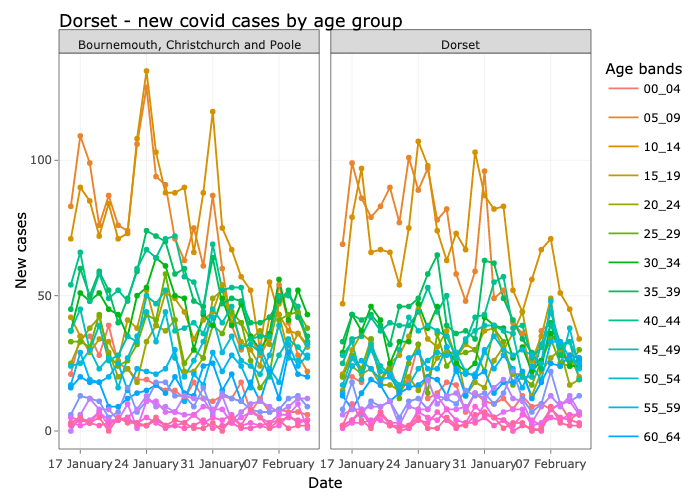 Dorset - new covid cases by age group
Bournemouth, Christchurch and Poole
Dorset
New cases
100
50
0
17 January 24 January 31 January 07 February
17 January 24 January 31 January 07 February
Date
Age bands
00_04
05_09
10_14
15_19
20_24
25_29
30_34
35_39
40_44
45_49
50_54
55_59
60_64